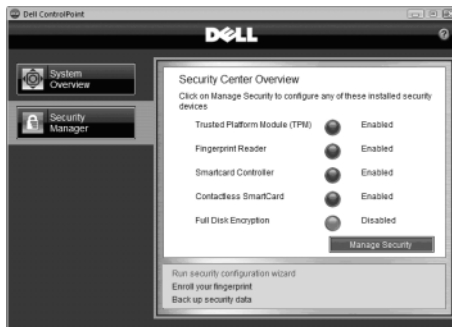 Dell ControlPoint
DELL
?
System
Overview
Security
Manager
Security Center Overview
Click on Manage Security to configure any of these installed security
devices
Trusted Platform Module (TPM) Enabled
Fingerprint Reader Enabled
Smartcard Controller Enabled
Contactless SmartCard Enabled
Full Disk Encryption Disabled
Manage Security
Run security configuration wizard
Enroll your fingerprint
Back up security data